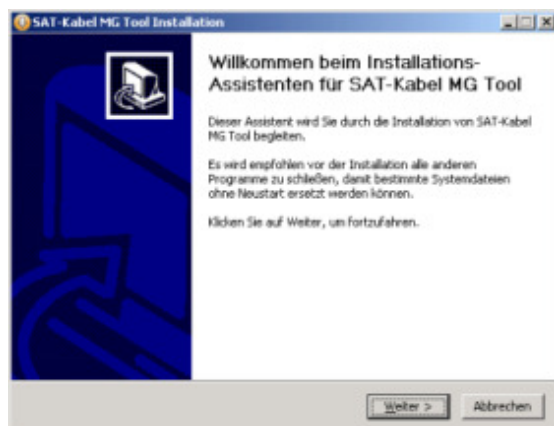 SAT-Kabel MG Tool Installation
Willkommen beim Installations-
Assistenten für SAT-Kabel MG Tool
Dieser Assistent wird Sie durch die Installation von SAT-Kabel
MG Tool begleiten.
Es wird empfohlen vor der Installation alle anderen
Programme zu schließen, damit bestimmte Systemdateien
ohne Neustart ersetzt werden können.
Klicken Sie auf Weiter, um fortzufahren.
Weiter >
Abbrechen